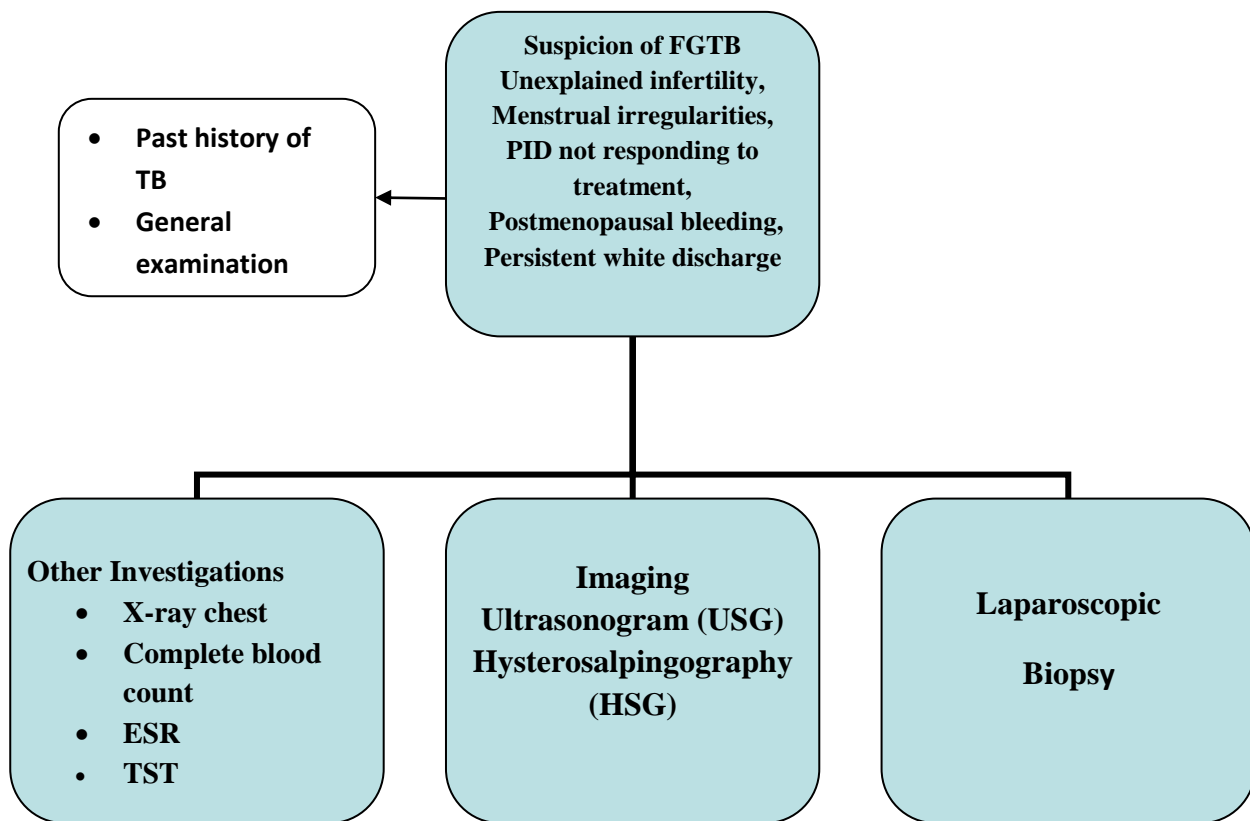 Suspicion of FGTB
Unexplained infertility,
Menstrual irregularities,
PID not responding to
treatment,
Postmenopausal bleeding,
Persistent white discharge
• Past history of
TB
• General
examination
Other Investigations
• X-ray chest
• Complete blood
count
• ESR
• TST
Imaging
Ultrasonogram (USG)
Hysterosalpingography
(HSG)
Laparoscopic
Biopsy